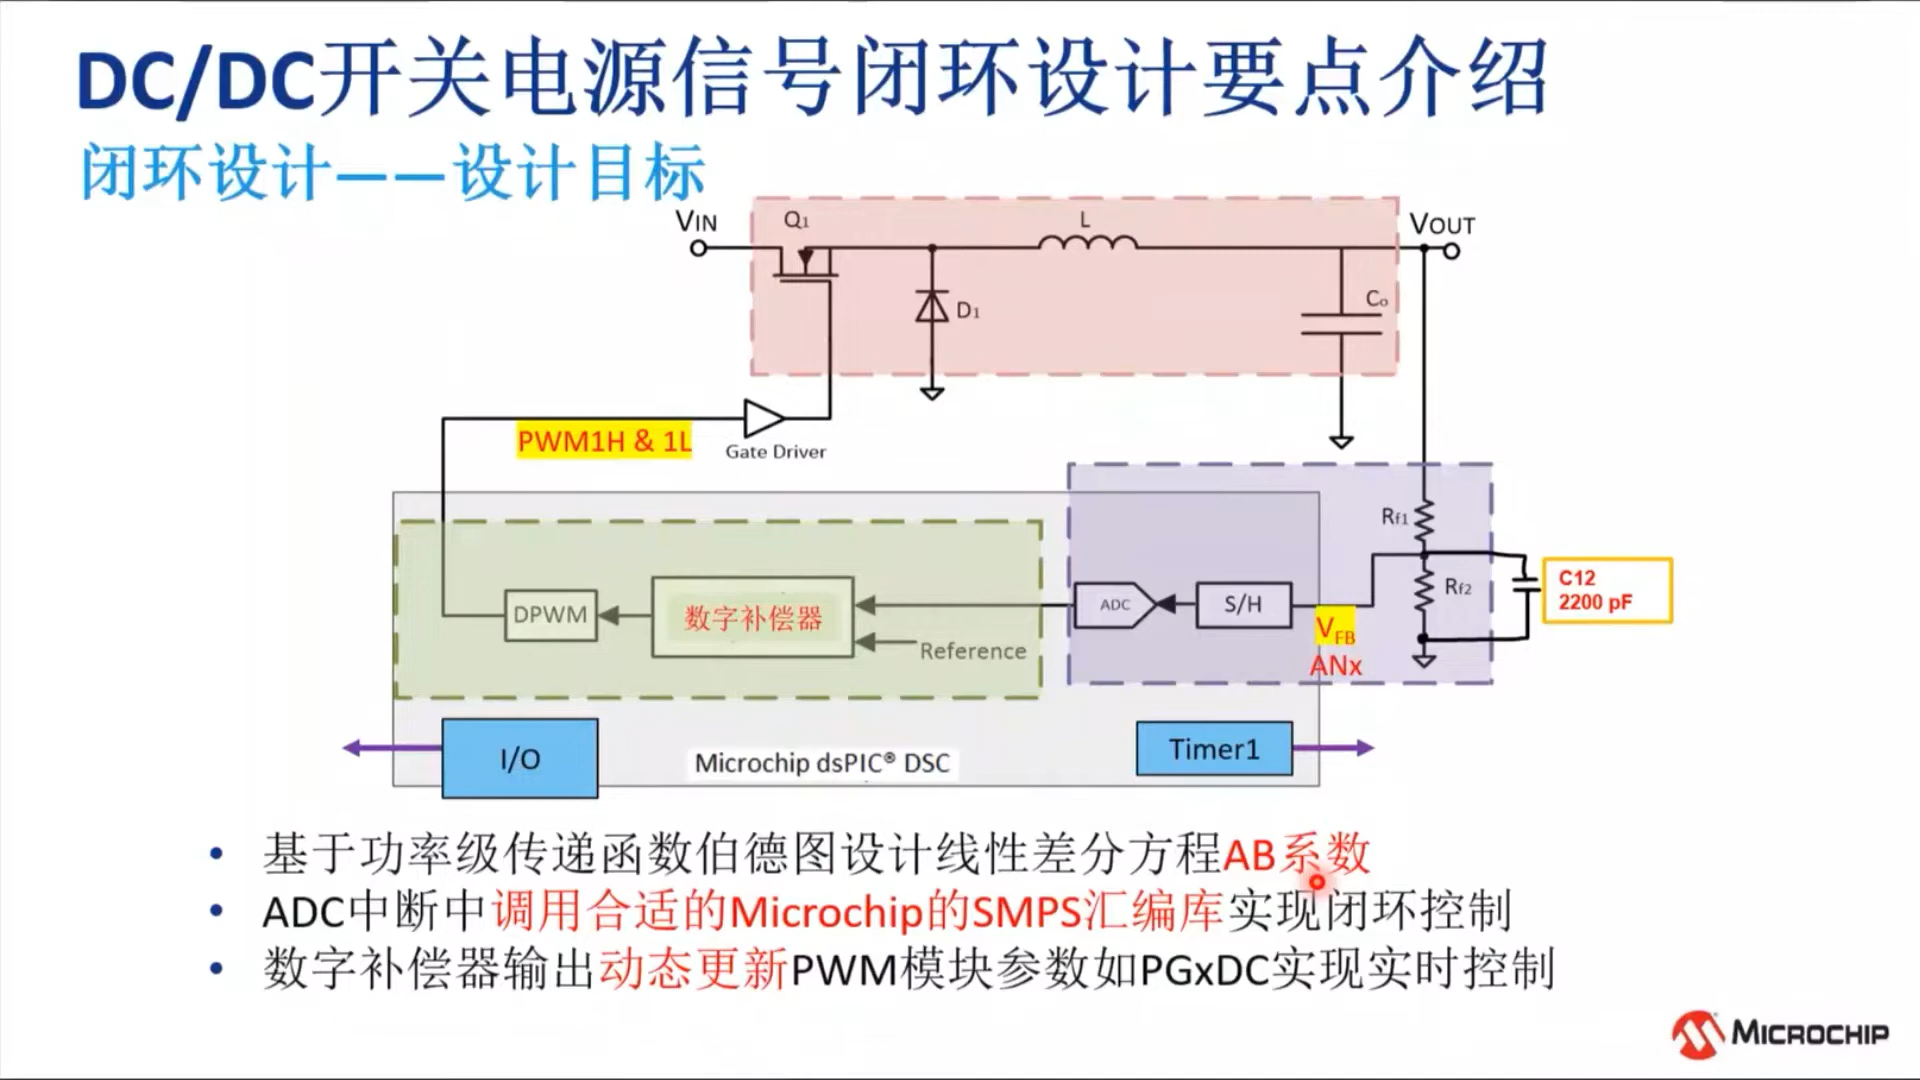 DC/DC开关电源信号闭环设计要点介绍
闭环设计——设计目标
VIN
Q1
L
VOUT
D1
Co
PWM1H & 1L
Gate Driver
Rf1
DPWM
数字补偿器
ADC
S/H
Rf2
C12
2200 pF
VFB
ANx
Reference
I/O
Microchip dsPIC® DSC
Timer1
• 基于功率级传递函数伯德图设计线性差分方程AB系数
• ADC中断中调用合适的Microchip的SMPS汇编库实现闭环控制
• 数字补偿器输出动态更新PWM模块参数如PGxDC实现实时控制
MICROCHIP